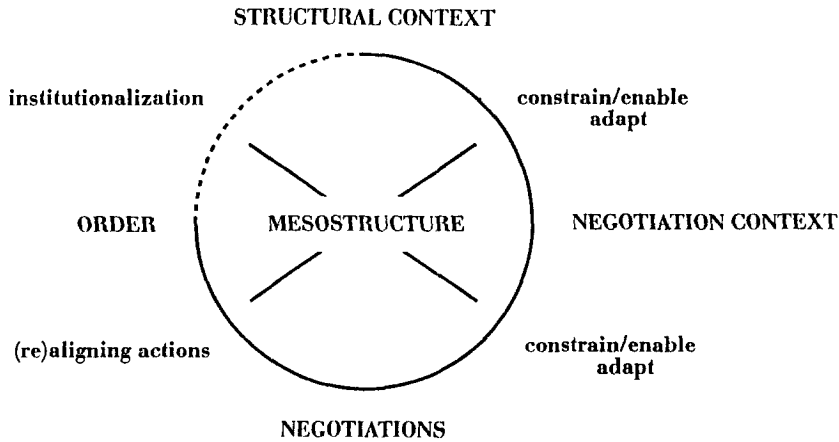 STRUCTURAL CONTEXT
institutionalization
constrain/enable
adapt
ORDER
MESOSTRUCTURE
NEGOTIATION CONTEXT
(re)aligning actions
constrain/enable
adapt
NEGOTIATIONS